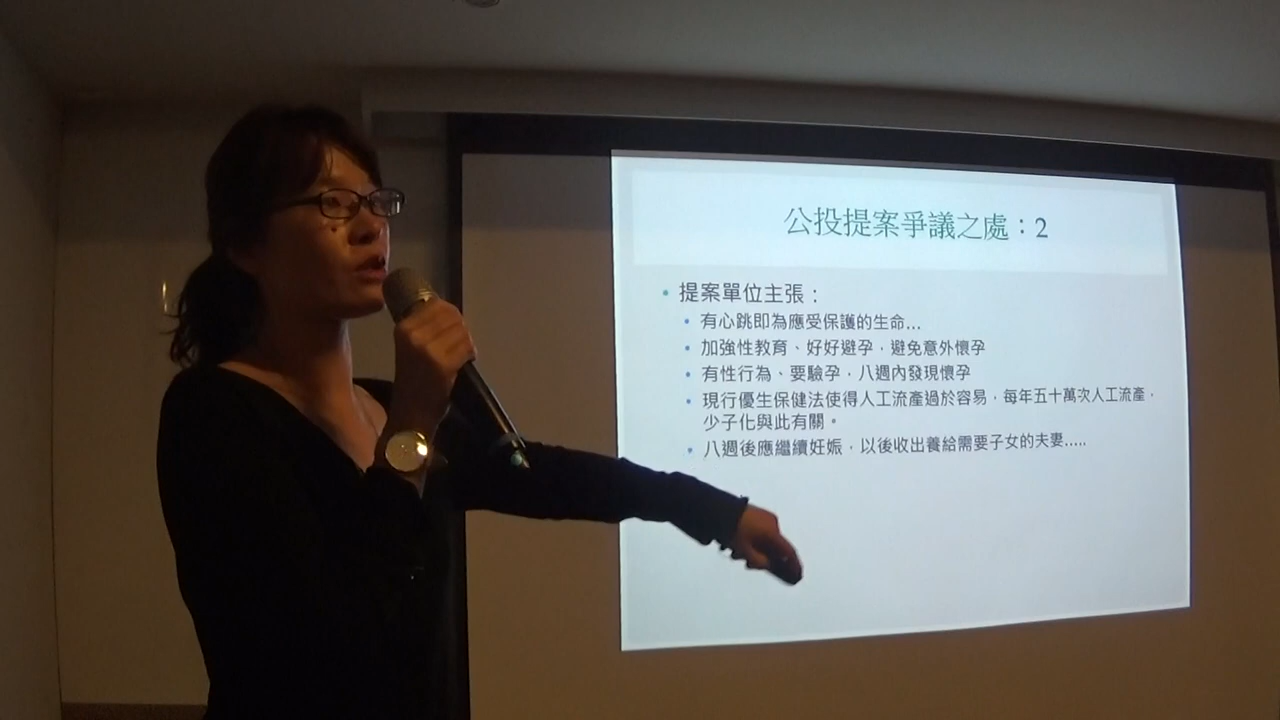 公投提案爭議之處：2
提案單位主張：
有心跳即為應受保護的生命…
加強性教育、好好避孕，避免意外懷孕
有性行為、要驗孕，八週內發現懷孕
現行優生保健法使得人工流產過於容易，每年五十萬次人工流產，
少子化與此有關。
八週後應繼續妊娠，以後收出養給需要子女的夫妻…..